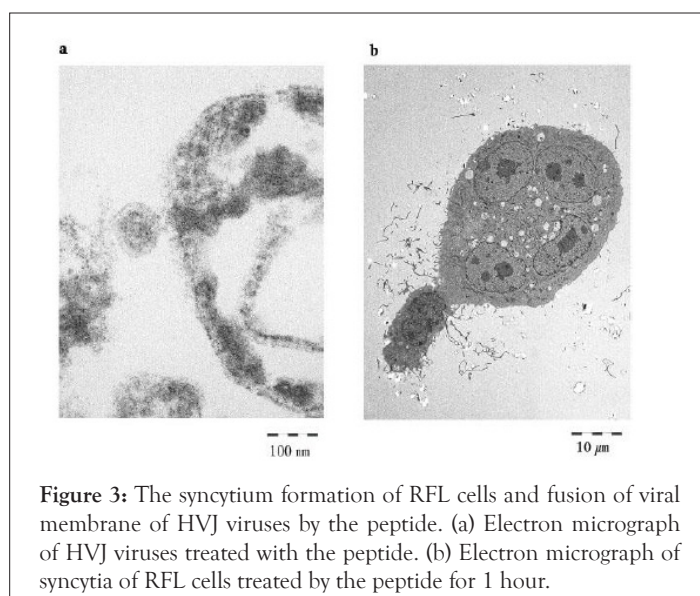 a
b
100 nm
10 μm
Figure 3: The syncytium formation of RFL cells and fusion of viral
membrane of HVJ viruses by the peptide. (a) Electron micrograph
of HVJ viruses treated with the peptide. (b) Electron micrograph of
syncytia of RFL cells treated by the peptide for 1 hour.